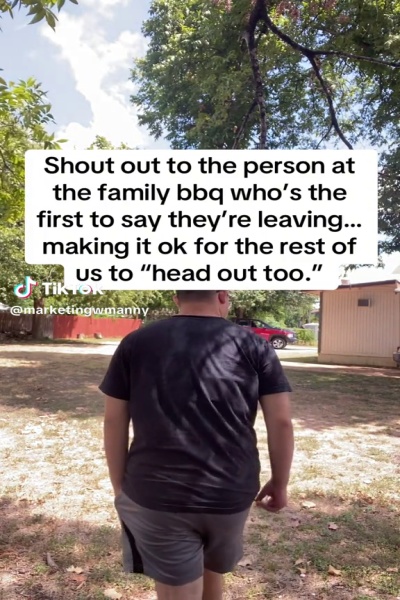 Shout out to the person at
the family bbq who's the
first to say they're leaving...
making it ok for the rest of
us to “head out too.”
TikTok
@marketingwmanny